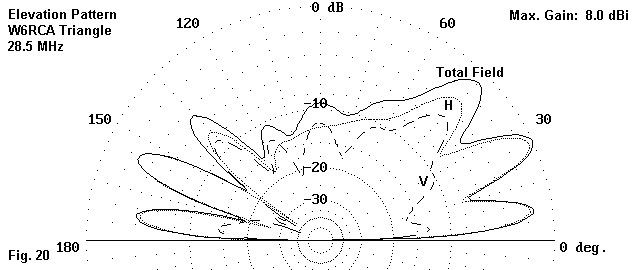 Elevation Pattern
W6RCA Triangle
28.5 MHz
0 dB
Max. Gain: 8.0 dBi
120
60
Total Field
-10
H
150
30
-20
V
-30
Fig. 20
180
0 deg.